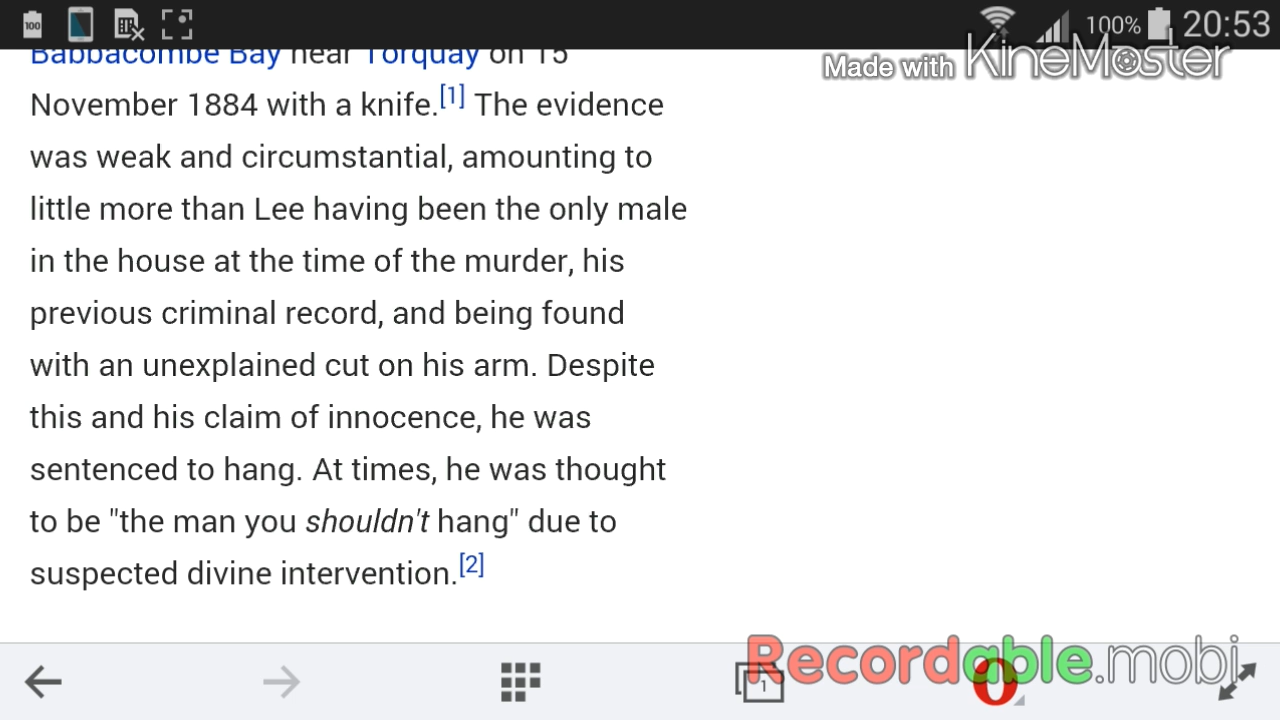 100
100% 20:53
Made with KineMaster
Babbacombe Bay near Torquay on 15
November 1884 with a knife.[1] The evidence
was weak and circumstantial, amounting to
little more than Lee having been the only male
in the house at the time of the murder, his
previous criminal record, and being found
with an unexplained cut on his arm. Despite
this and his claim of innocence, he was
sentenced to hang. At times, he was thought
to be "the man you shouldn't hang" due to
suspected divine intervention.[2]
Recordable.mobi
1